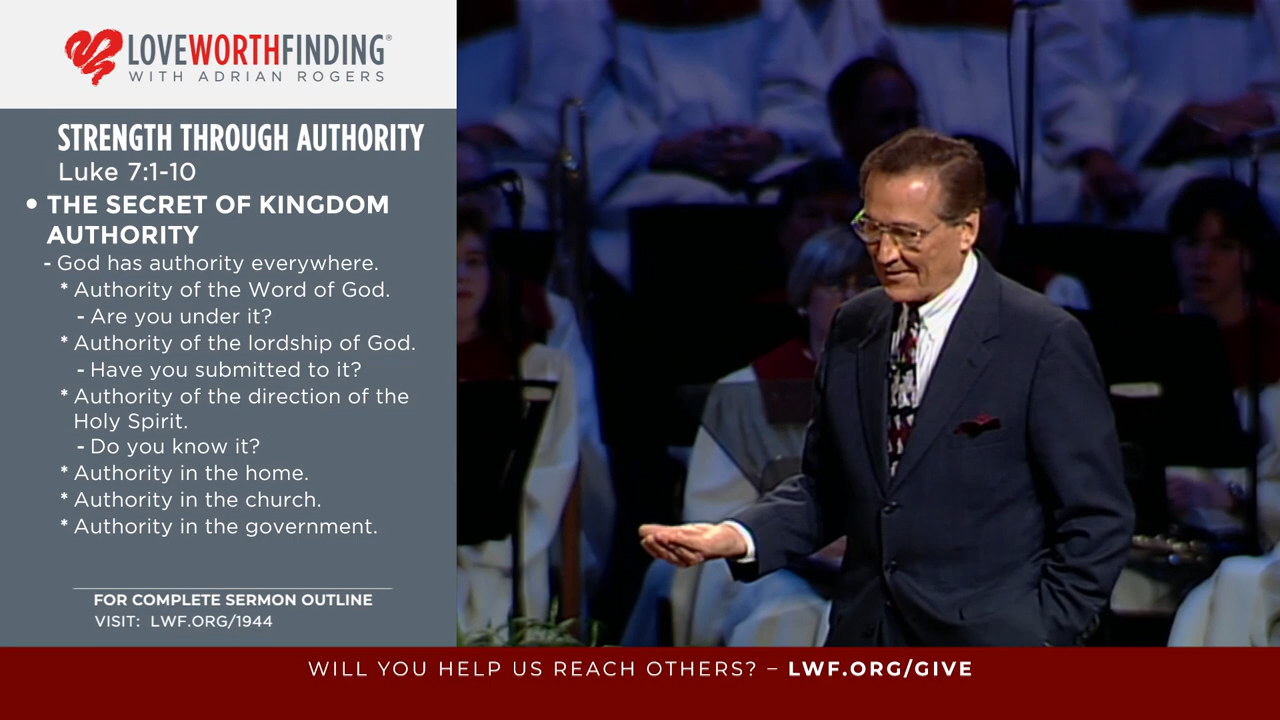 LOVEWORTHFINDING®
WITH ADRIAN ROGERS
STRENGTH THROUGH AUTHORITY
Luke 7:1-10
• THE SECRET OF KINGDOM
AUTHORITY
- God has authority everywhere.
* Authority of the Word of God.
- Are you under it?
* Authority of the lordship of God.
- Have you submitted to it?
* Authority of the direction of the
Holy Spirit.
- Do you know it?
* Authority in the home.
* Authority in the church.
* Authority in the government.
FOR COMPLETE SERMON OUTLINE
VISIT: LWF.ORG/1944
WILL YOU HELP US REACH OTHERS? – LWF.ORG/GIVE